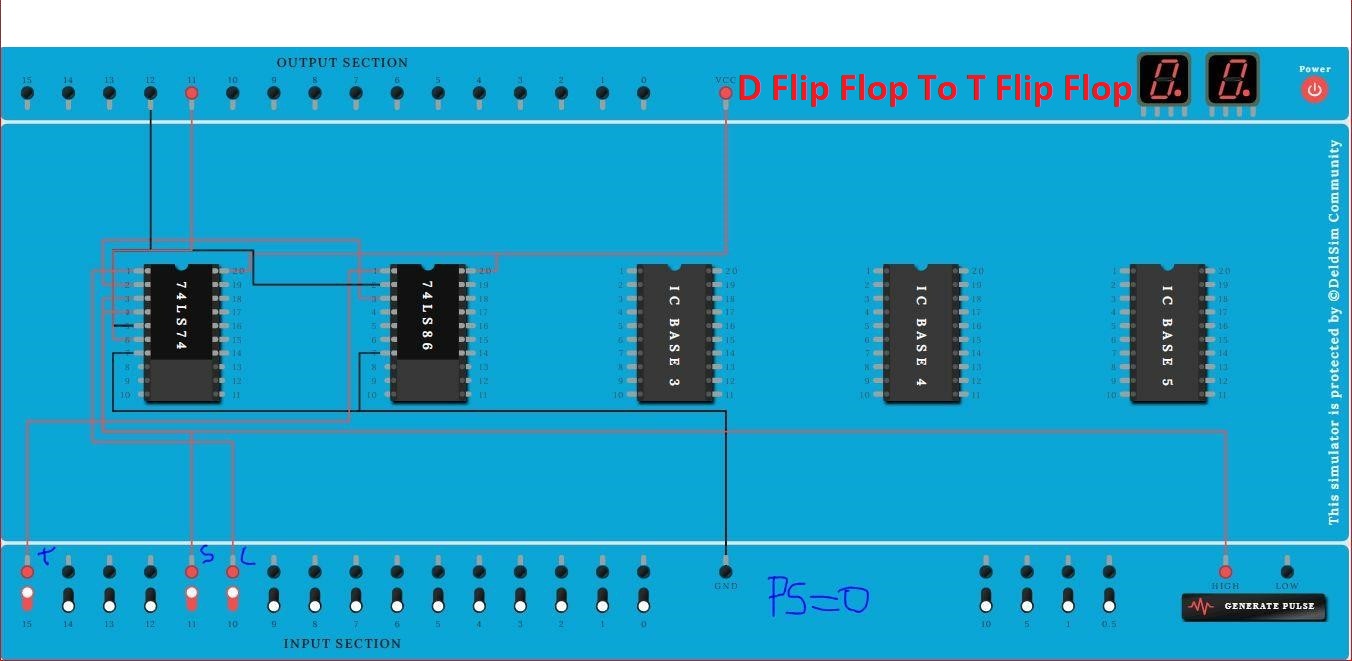 OUTPUT SECTION
15 14 13 12 11 10 9 8 7 6 5 4 3 2 1 0 VCC
D Flip Flop To T Flip Flop
0. 0.
Power
This simulator is protected by ©DeldSim Community
1 2 3 4 5 6 7 8 9 10
74LS74
20 19 18 17 16 15 14 13 12 11
1 2 3 4 5 6 7 8 9 10
74LS86
20 19 18 17 16 15 14 13 12 11
1 2 3 4 5 6 7 8 9 10
IC BASE 3
20 19 18 17 16 15 14 13 12 11
1 2 3 4 5 6 7 8 9 10
IC BASE 4
20 19 18 17 16 15 14 13 12 11
1 2 3 4 5 6 7 8 9 10
IC BASE 5
20 19 18 17 16 15 14 13 12 11
T S C
GND
PS=0
HIGH LOW
GENERATE PULSE
15 14 13 12 11 10 9 8 7 6 5 4 3 2 1 0
10 5 1 0.5
INPUT SECTION